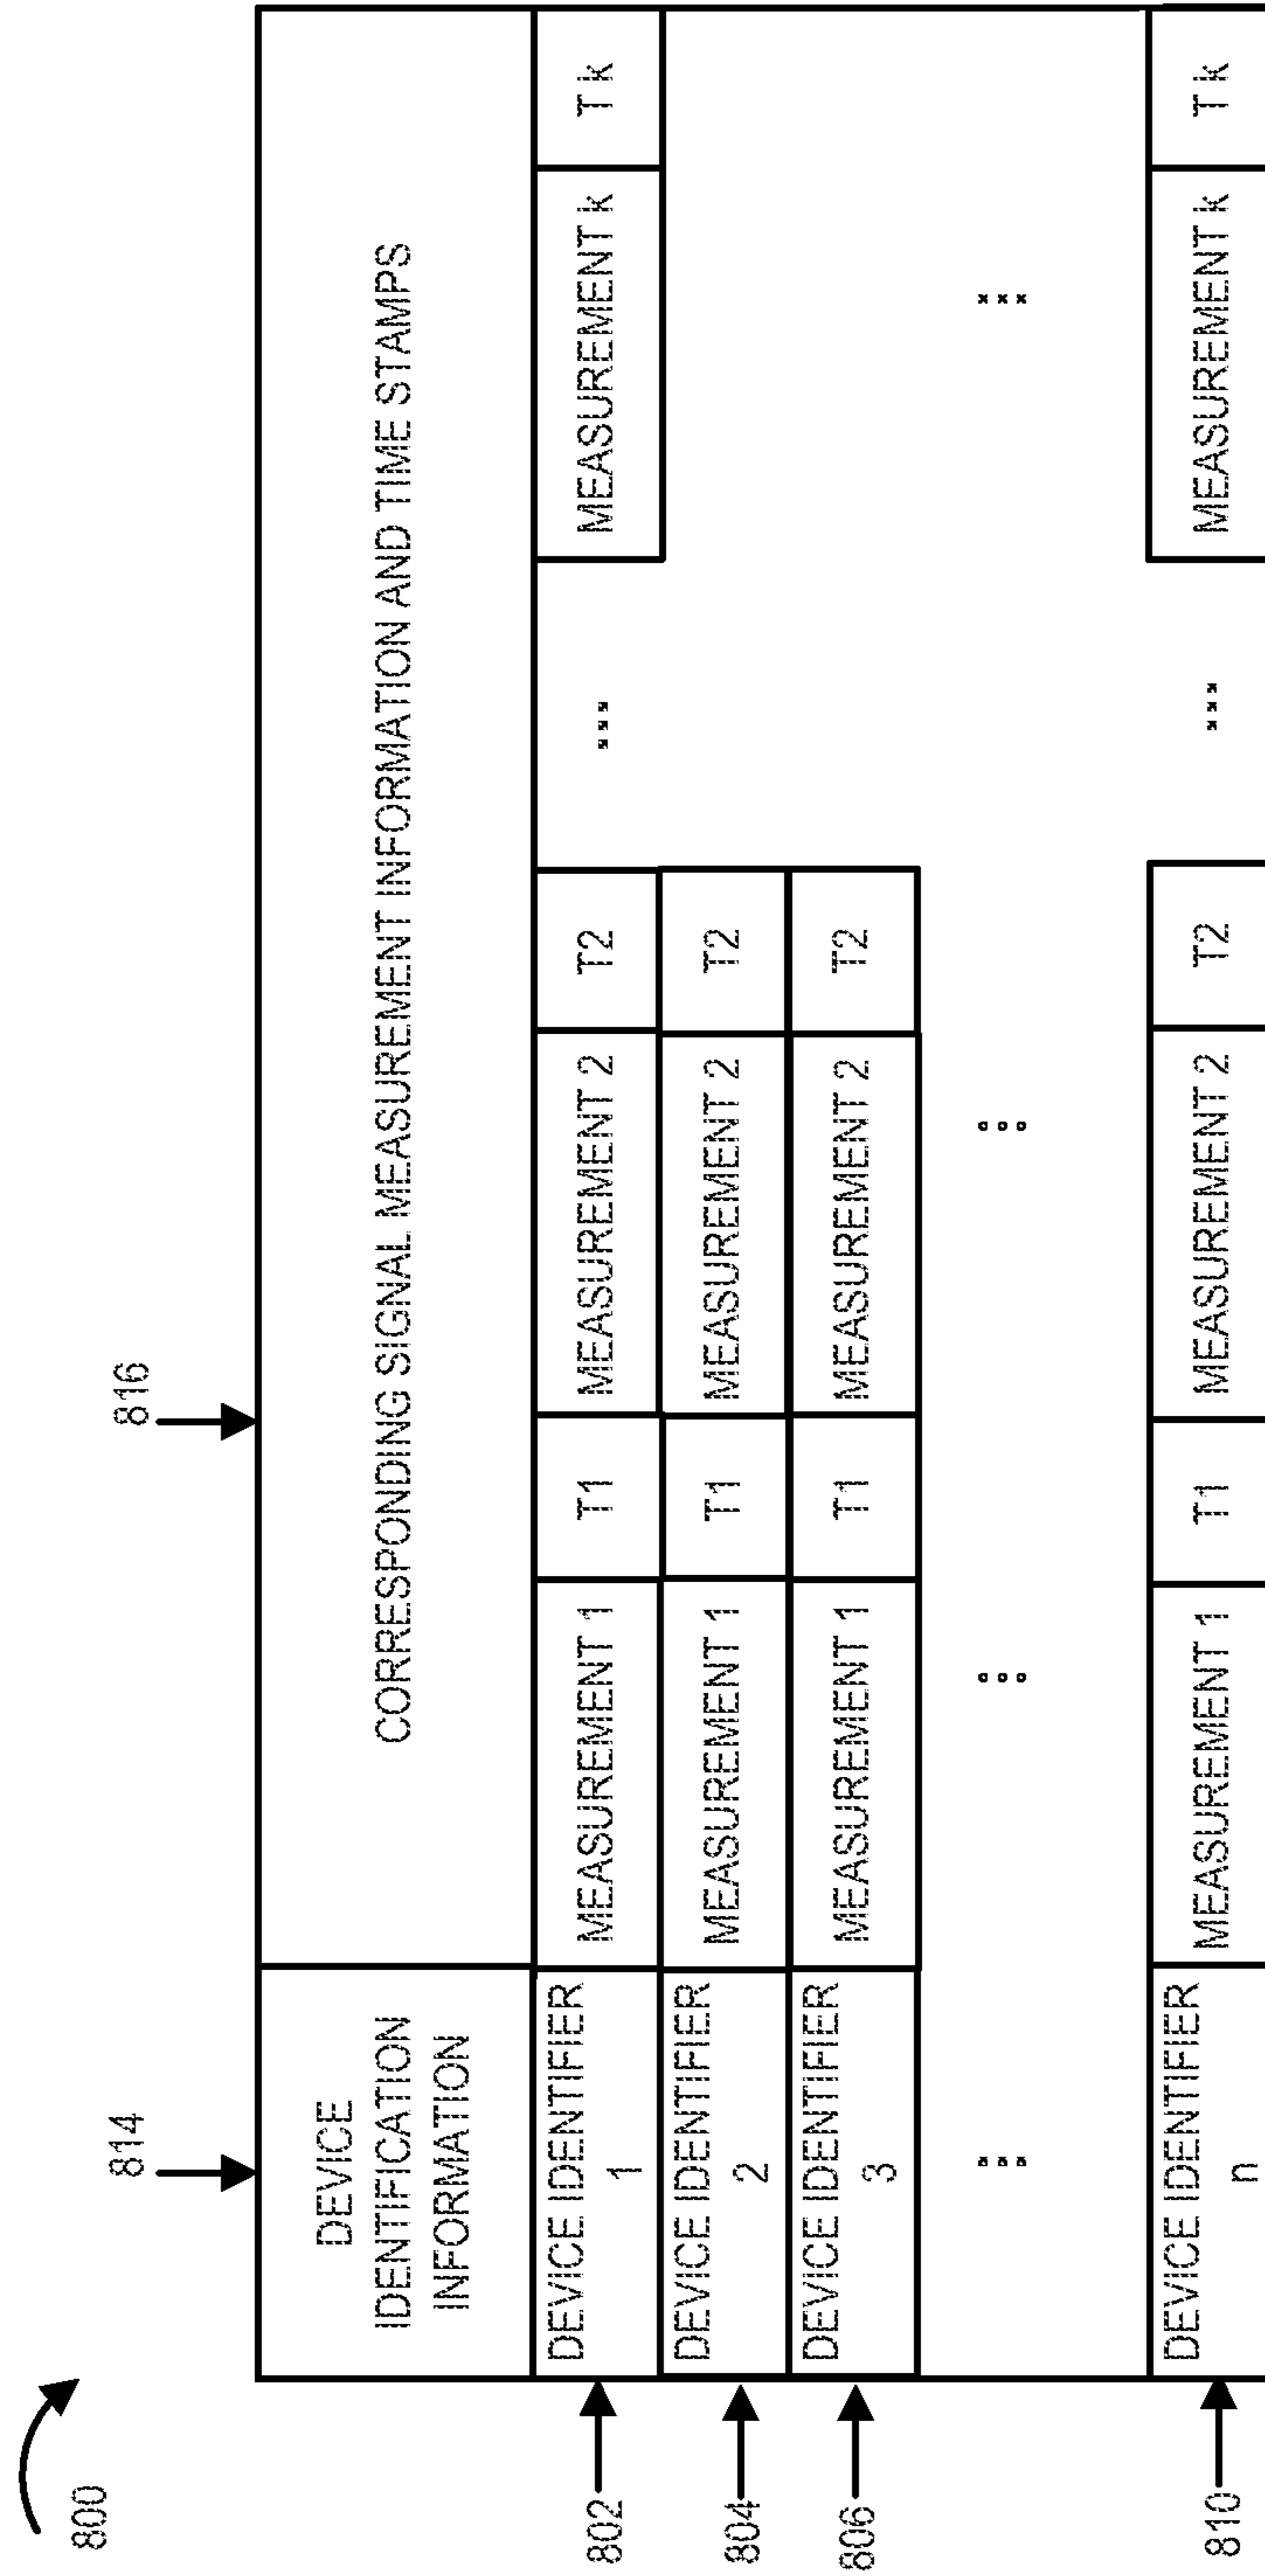 800
814
816
DEVICE
IDENTIFICATION
INFORMATION
CORRESPONDING SIGNAL MEASUREMENT INFORMATION AND TIME STAMPS
802
DEVICE IDENTIFIER
1
MEASUREMENT 1
T1
MEASUREMENT 2
T2
...
MEASUREMENT k
T k
804
DEVICE IDENTIFIER
2
MEASUREMENT 1
T1
MEASUREMENT 2
T2
806
DEVICE IDENTIFIER
3
MEASUREMENT 1
T1
MEASUREMENT 2
T2
...
...
...
...
810
DEVICE IDENTIFIER
n
MEASUREMENT 1
T1
MEASUREMENT 2
T2
...
MEASUREMENT k
T k